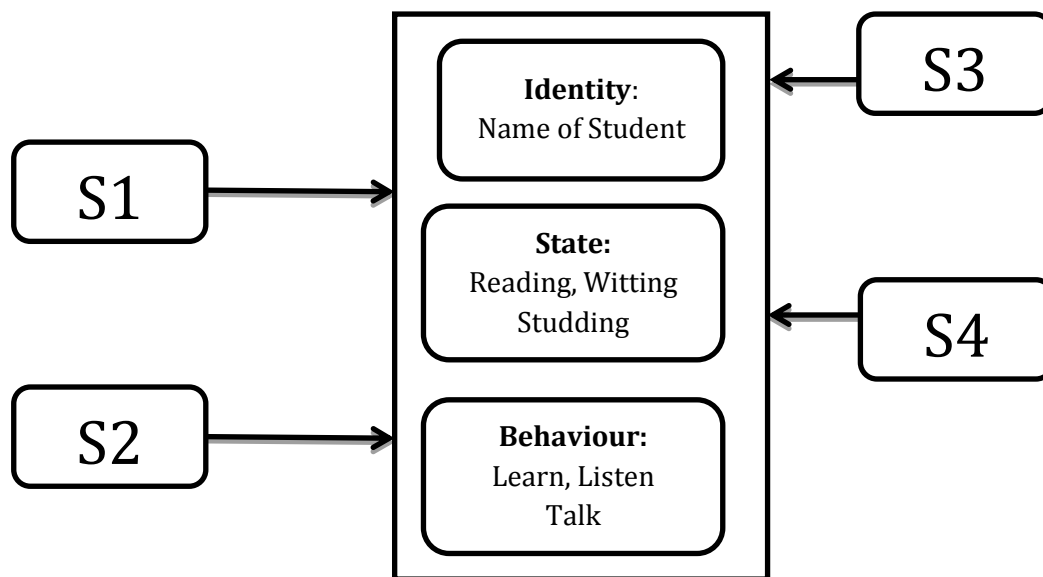 S1
S2
Identity:
Name of Student
State:
Reading, Witting
Studding
Behaviour:
Learn, Listen
Talk
S3
S4